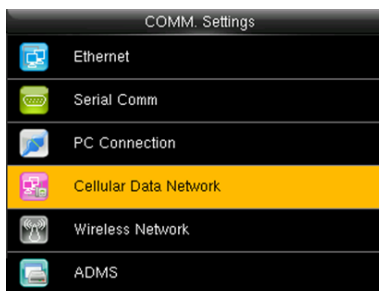 COMM. Settings
Ethernet
Serial Comm
PC Connection
Cellular Data Network
Wireless Network
ADMS